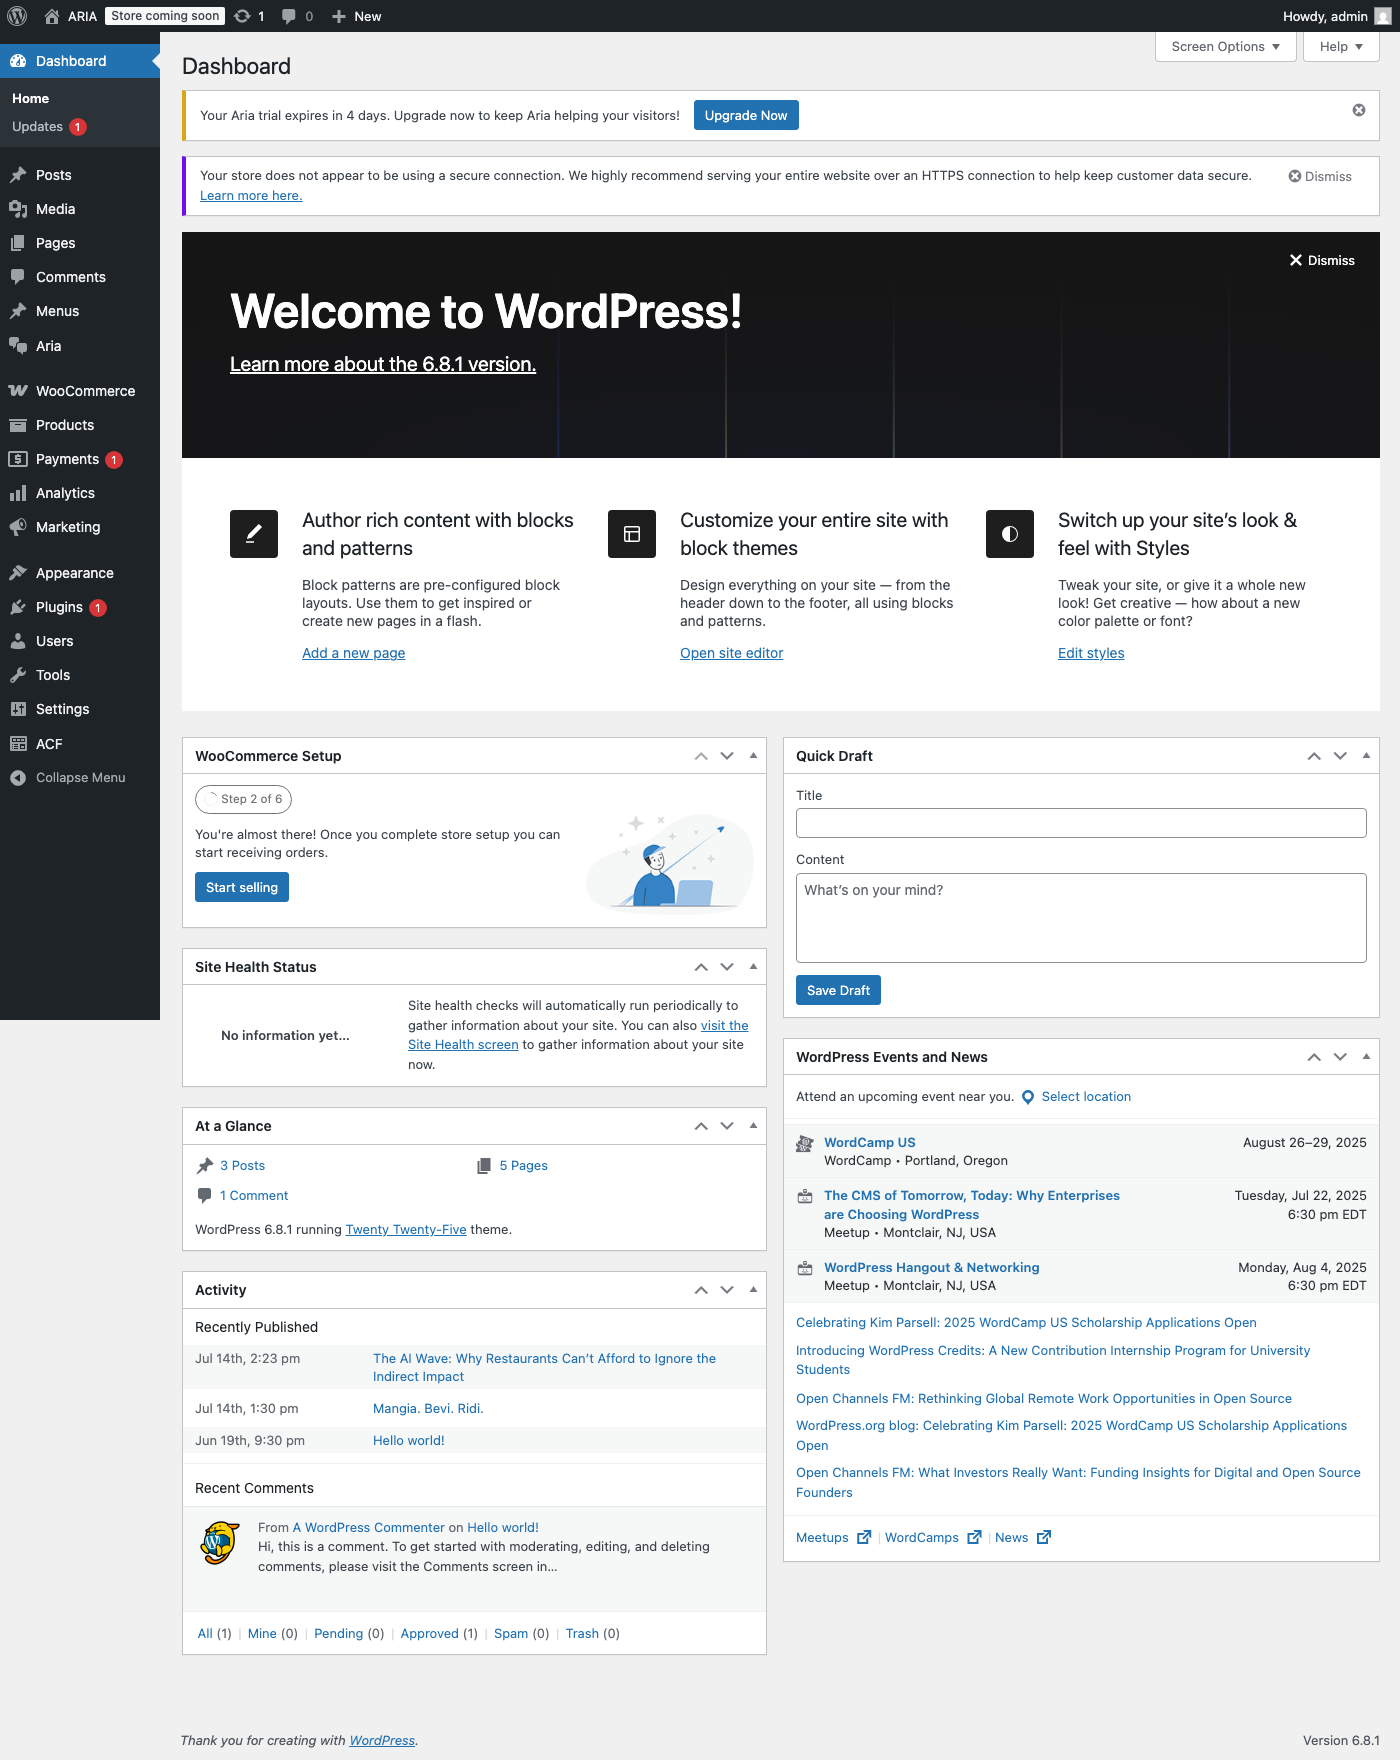 ARIA Store coming soon 1 0 New Howdy, admin
Dashboard
Home
Updates 1
Posts
Media
Pages
Comments
Menus
Aria
WooCommerce
Products
Payments 1
Analytics
Marketing
Appearance
Plugins 1
Users
Tools
Settings
ACF
Collapse Menu
Screen Options Help
Dashboard
Your Aria trial expires in 4 days. Upgrade now to keep Aria helping your visitors! Upgrade Now
Your store does not appear to be using a secure connection. We highly recommend serving your entire website over an HTTPS connection to help keep customer data secure. Dismiss
Learn more here.
Dismiss
Welcome to WordPress!
Learn more about the 6.8.1 version.
Author rich content with blocks
and patterns
Block patterns are pre-configured block
layouts. Use them to get inspired or
create new pages in a flash.
Add a new page
Customize your entire site with
block themes
Design everything on your site — from the
header down to the footer, all using blocks
and patterns.
Open site editor
Switch up your site’s look &
feel with Styles
Tweak your site, or give it a whole new
look! Get creative — how about a new
color palette or font?
Edit styles
WooCommerce Setup
Step 2 of 6
You're almost there! Once you complete store setup you can
start receiving orders.
Start selling
Site Health Status
No information yet...
Site health checks will automatically run periodically to
gather information about your site. You can also visit the
Site Health screen to gather information about your site
now.
At a Glance
3 Posts 5 Pages
1 Comment
WordPress 6.8.1 running Twenty Twenty-Five theme.
Activity
Recently Published
Jul 14th, 2:23 pm The AI Wave: Why Restaurants Can’t Afford to Ignore the
Indirect Impact
Jul 14th, 1:30 pm Mangia. Bevi. Ridi.
Jun 19th, 9:30 pm Hello world!
Recent Comments
From A WordPress Commenter on Hello world!
Hi, this is a comment. To get started with moderating, editing, and deleting
comments, please visit the Comments screen in…
All (1) | Mine (0) | Pending (0) | Approved (1) | Spam (0) | Trash (0)
Quick Draft
Title
Content
What’s on your mind?
Save Draft
WordPress Events and News
Attend an upcoming event near you. Select location
WordCamp US August 26–29, 2025
WordCamp • Portland, Oregon
The CMS of Tomorrow, Today: Why Enterprises Tuesday, Jul 22, 2025
are Choosing WordPress 6:30 pm EDT
Meetup • Montclair, NJ, USA
WordPress Hangout & Networking Monday, Aug 4, 2025
Meetup • Montclair, NJ, USA 6:30 pm EDT
Celebrating Kim Parsell: 2025 WordCamp US Scholarship Applications Open
Introducing WordPress Credits: A New Contribution Internship Program for University
Students
Open Channels FM: Rethinking Global Remote Work Opportunities in Open Source
WordPress.org blog: Celebrating Kim Parsell: 2025 WordCamp US Scholarship Applications
Open
Open Channels FM: What Investors Really Want: Funding Insights for Digital and Open Source
Founders
Meetups | WordCamps | News
Thank you for creating with WordPress. Version 6.8.1